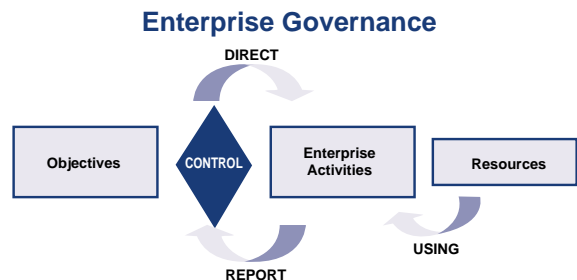 Enterprise Governance
DIRECT
Objectives
CONTROL
Enterprise
Activities
Resources
USING
REPORT